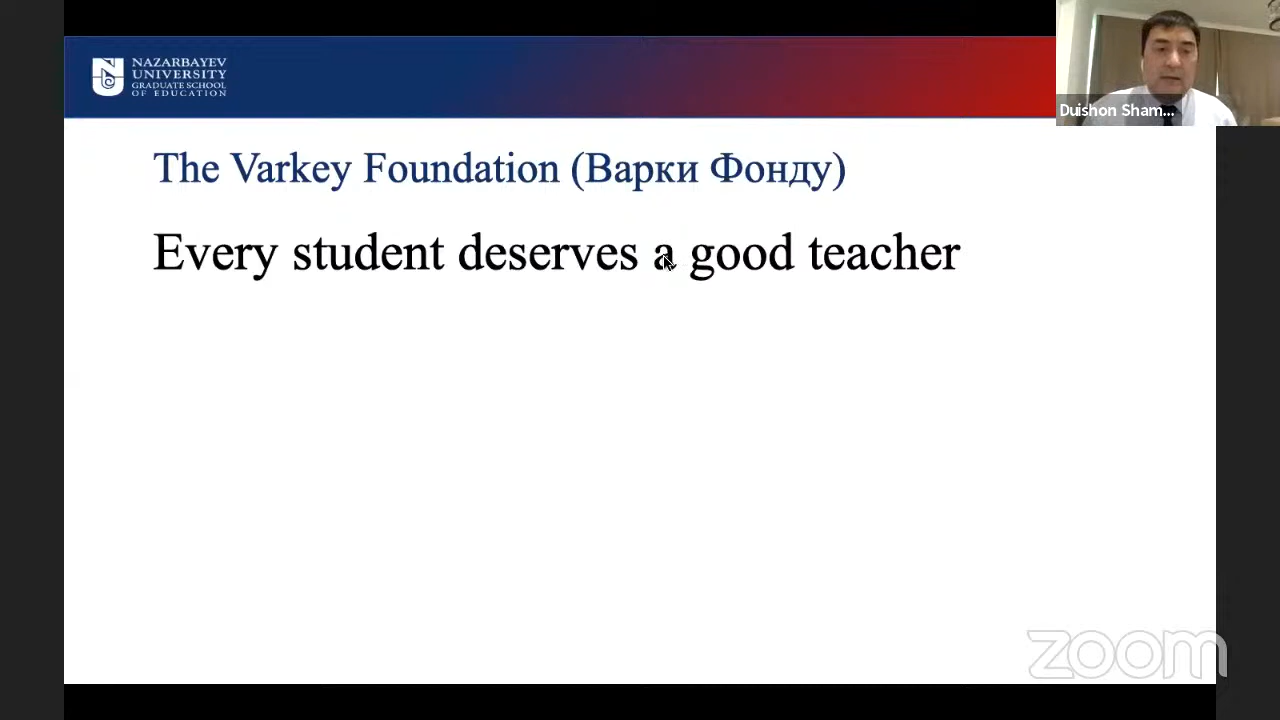 NAZARBAYEV
UNIVERSITY
GRADUATE SCHOOL
OF EDUCATION
Duishon Sham...
The Varkey Foundation (Варки Фонду)
Every student deserves a good teacher
zoom